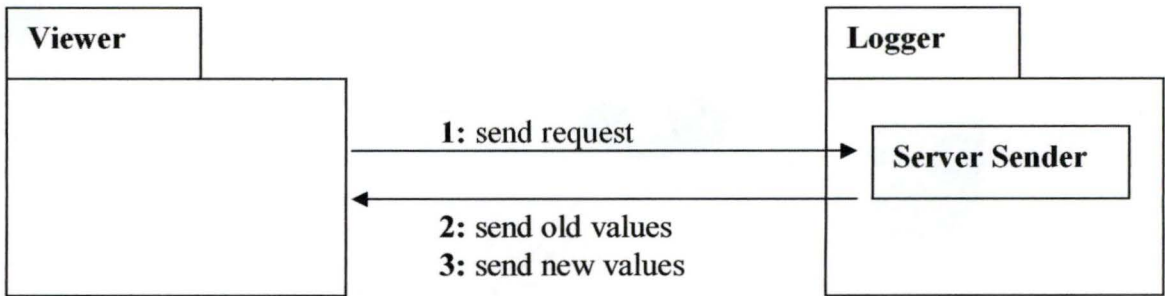 Viewer
Logger
1: send request
Server Sender
2: send old values
3: send new values